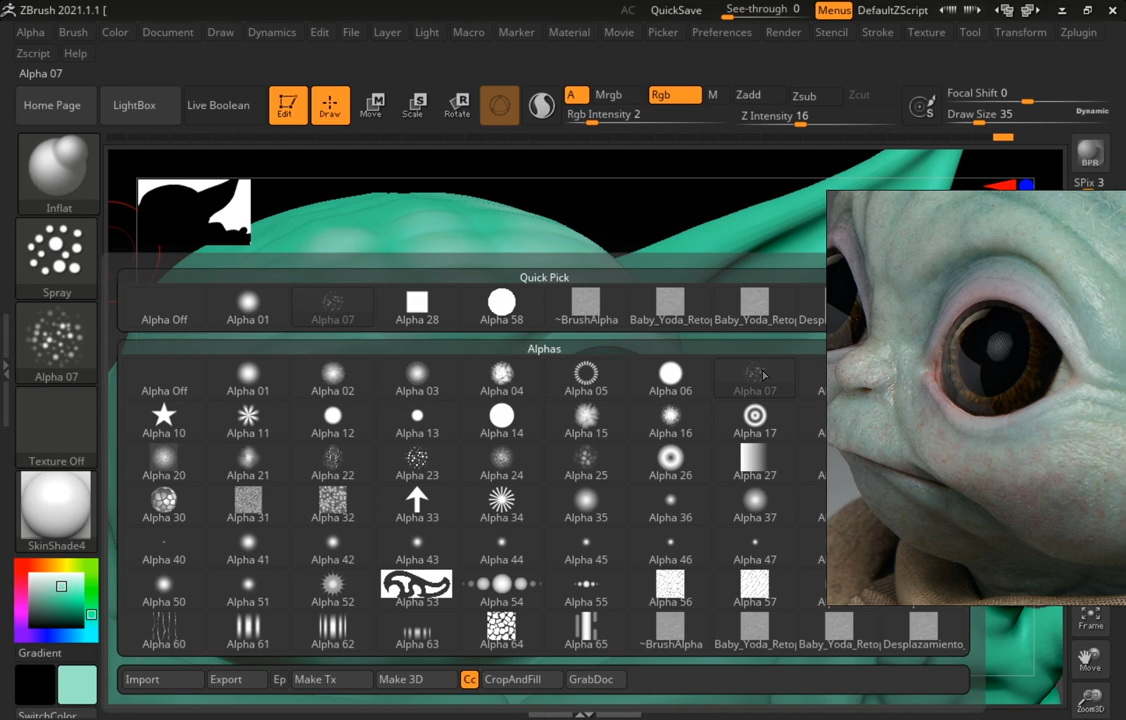 ZBrush 2021.1.1 [
AC QuickSave See-through 0 Menus DefaultZScript
Alpha Brush Color Document Draw Dynamics Edit File Layer Light Macro Marker Material Movie Picker Preferences Render Stencil Stroke Texture Tool Transform Zplugin
Zscript Help
Alpha 07
Home Page LightBox Live Boolean Edit Draw Move Scale Rotate
A Mrgb Rgb M Zadd Zsub Zcut
Rgb Intensity 2 Z Intensity 16
Focal Shift 0
Draw Size 35 Dynamic
BPR
SPix 3
Inflat
Spray
Alpha 07
Texture Off
SkinShade4
Gradient
SwitchColor
Quick Pick
Alpha Off Alpha 01 Alpha 07 Alpha 28 Alpha 58 ~BrushAlpha Baby_Yoda_Retop Baby_Yoda_Retop Despl
Alphas
Alpha Off Alpha 01 Alpha 02 Alpha 03 Alpha 04 Alpha 05 Alpha 06 Alpha 07 A
Alpha 10 Alpha 11 Alpha 12 Alpha 13 Alpha 14 Alpha 15 Alpha 16 Alpha 17 A
Alpha 20 Alpha 21 Alpha 22 Alpha 23 Alpha 24 Alpha 25 Alpha 26 Alpha 27 A
Alpha 30 Alpha 31 Alpha 32 Alpha 33 Alpha 34 Alpha 35 Alpha 36 Alpha 37 A
Alpha 40 Alpha 41 Alpha 42 Alpha 43 Alpha 44 Alpha 45 Alpha 46 Alpha 47 A
Alpha 50 Alpha 51 Alpha 52 Alpha 53 Alpha 54 Alpha 55 Alpha 56 Alpha 57 A
Alpha 60 Alpha 61 Alpha 62 Alpha 63 Alpha 64 Alpha 65 ~BrushAlpha Baby_Yoda_Retop Baby_Yoda_Retop Desplazamiento_
Import Export Ep Make Tx Make 3D Cc CropAndFill GrabDoc
Frame
Move
Zoom3D